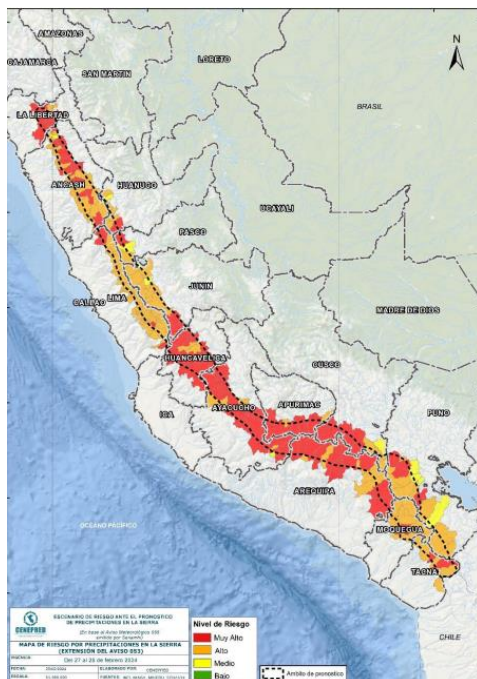 AMAZONAS
N
LORETO
CAJAMARCA
SAN MARTIN
BRASIL
LA LIBERTAD
ANCASH
HUANUCO
UCAYALI
PASCO
LIMA
CALLAO
JUNIN
MADRE DE DIOS
HUANCAVELICA
CUSCO
ICA
AYACUCHO
APURIMAC
PUNO
AREQUIPA
OCEANO PACÍFICO
MOQUEGUA
TACNA
CHILE
CENEPRED
ESCENARIO DE RIESGO ANTE EL PRONOSTICO
DE PRECIPITACIONES EN LA SIERRA
MAPA DE RIESGO POR PRECIPITACIONES EN LA SIERRA
(EXTENSIÓN DEL AVISO 053)
Nivel de Riesgo
Muy Alto
Alto
Medio
Bajo
Ámbito de pronostico